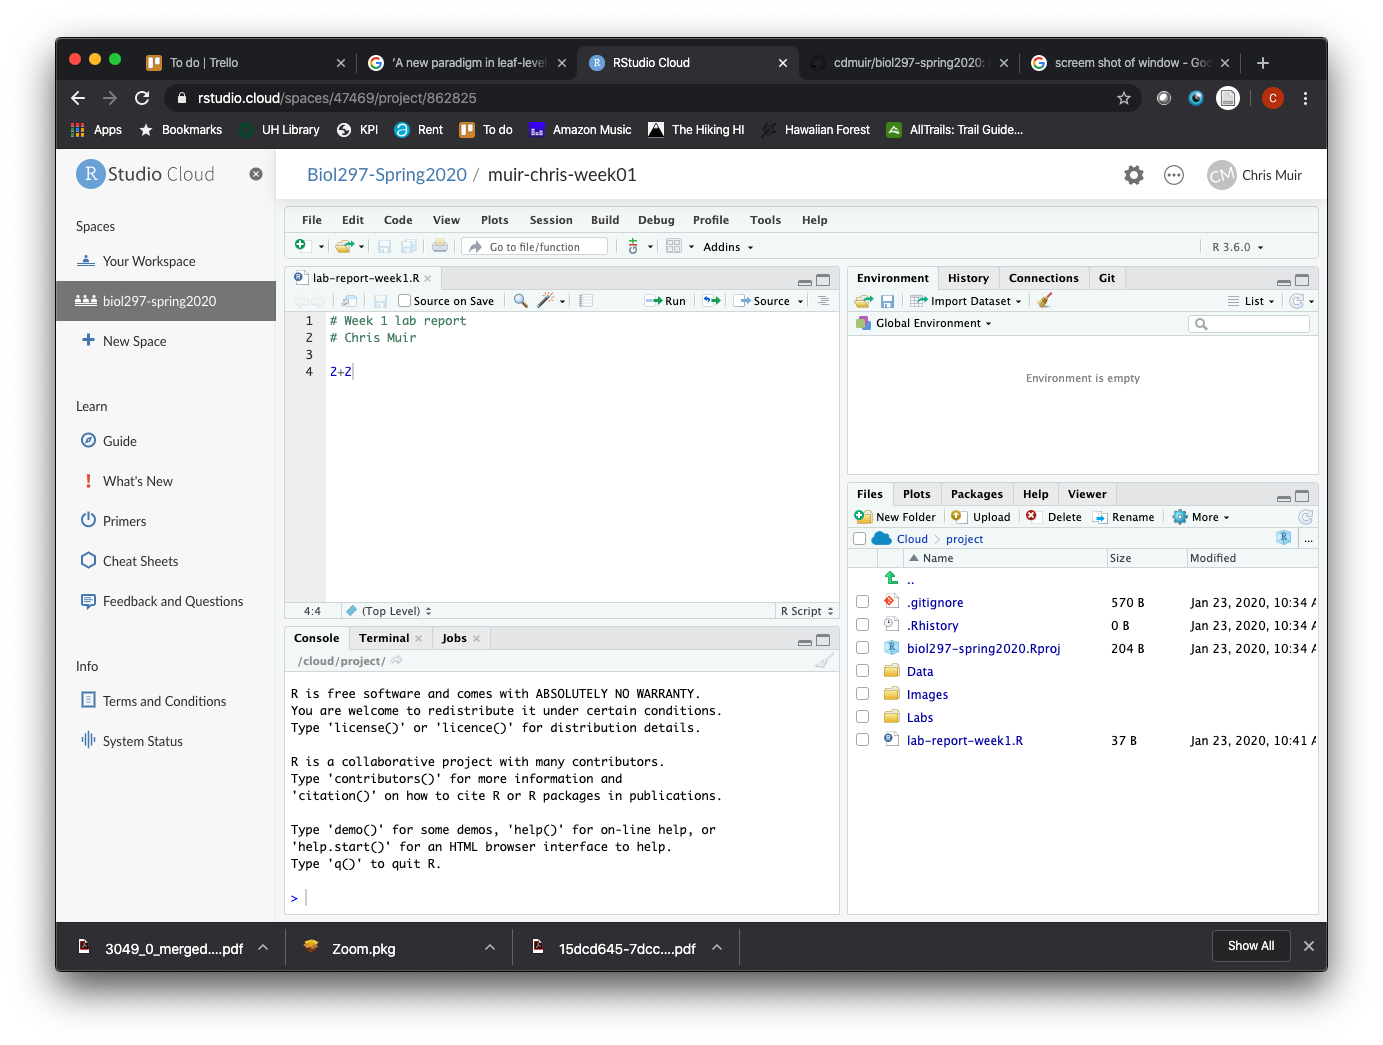 To do | Trello
'A new paradigm in leaf-level
RStudio Cloud
cdmuir/biol297-spring2020:
screem shot of window - Goo
rstudio.cloud/spaces/47469/project/862825
C
Apps
Bookmarks
UH Library
KPI
Rent
To do
Amazon Music
The Hiking HI
Hawaiian Forest
AllTrails: Trail Guide...
R Studio Cloud
Biol297-Spring2020 / muir-chris-week01
CM
Chris Muir
Spaces
Your Workspace
biol297-spring2020
New Space
Learn
Guide
What's New
Primers
Cheat Sheets
Feedback and Questions
Info
Terms and Conditions
System Status
File Edit Code View Plots Session Build Debug Profile Tools Help
Go to file/function
Addins
R 3.6.0
lab-report-week1.R
Source on Save
Run
Source
1 # Week 1 lab report
2 # Chris Muir
3
4 2+2
4:4 (Top Level)
R Script
Console Terminal Jobs
/cloud/project/
R is free software and comes with ABSOLUTELY NO WARRANTY.
You are welcome to redistribute it under certain conditions.
Type 'license()' or 'licence()' for distribution details.
R is a collaborative project with many contributors.
Type 'contributors()' for more information and
'citation()' on how to cite R or R packages in publications.
Type 'demo()' for some demos, 'help()' for on-line help, or
'help.start()' for an HTML browser interface to help.
Type 'q()' to quit R.
>
Environment History Connections Git
Import Dataset
List
Global Environment
Environment is empty
Files Plots Packages Help Viewer
New Folder Upload Delete Rename More
Cloud > project
...
Name Size Modified
..
.gitignore 570 B Jan 23, 2020, 10:34 A
.Rhistory 0 B Jan 23, 2020, 10:34 A
biol297-spring2020.Rproj 204 B Jan 23, 2020, 10:34 A
Data
Images
Labs
lab-report-week1.R 37 B Jan 23, 2020, 10:41 A
3049_0_merged....pdf
Zoom.pkg
15dcd645-7dcc....pdf
Show All